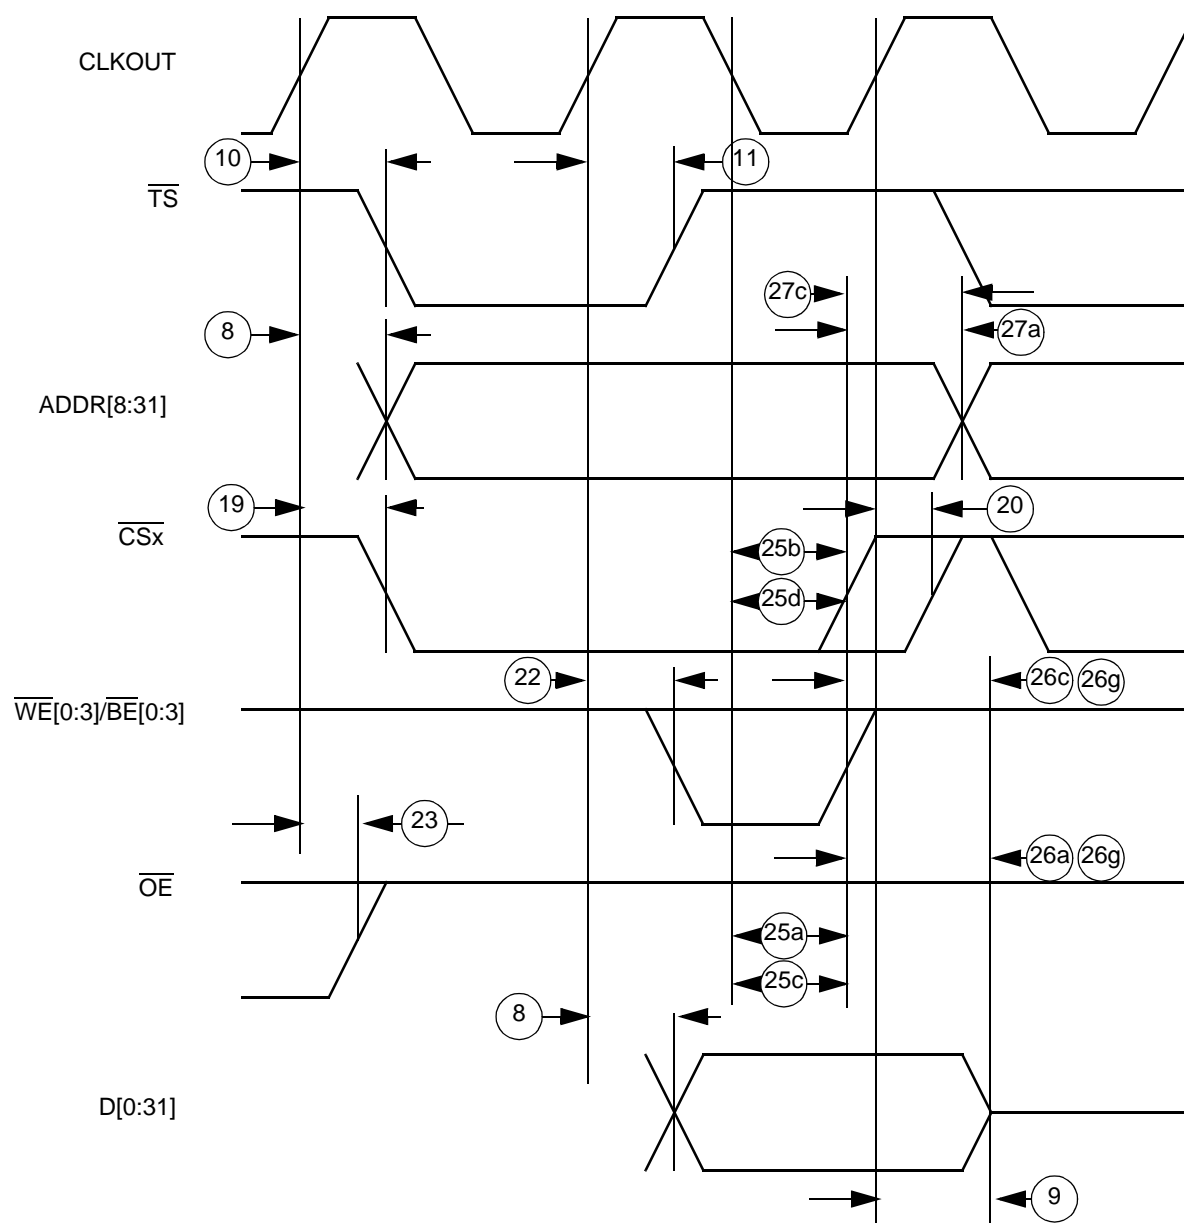 CLKOUT
10
11
TS
27c
8
27a
ADDR[8:31]
19
20
CSx
25b
25d
22
26c 26g
WE[0:3]/BE[0:3]
23
26a 26g
OE
25a
25c
8
D[0:31]
9